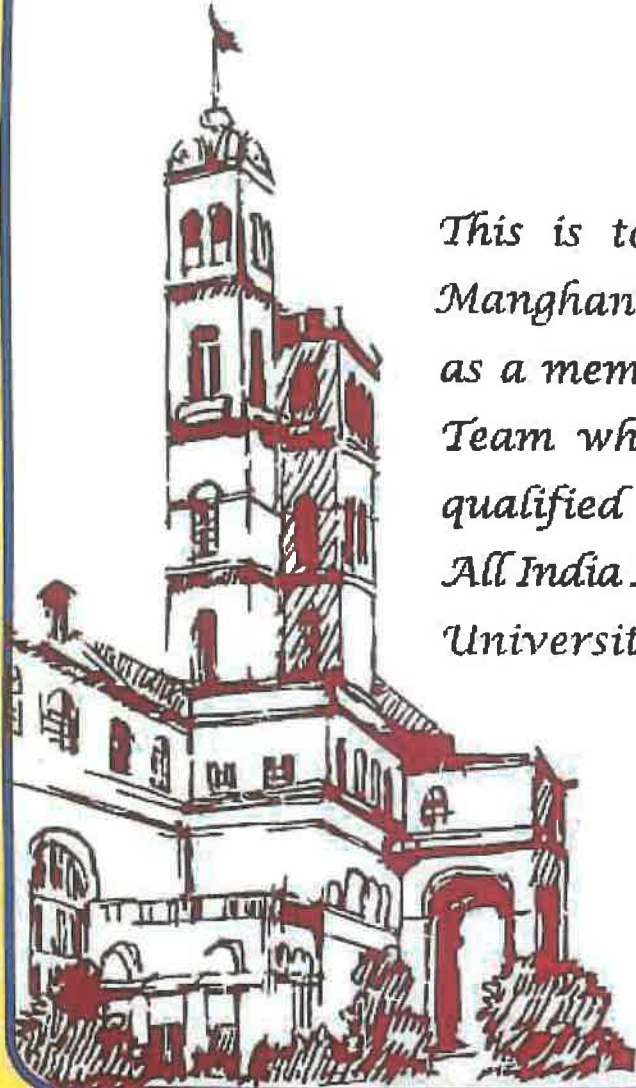 This is to
Manghan
as a mem
Team wh
qualified
All India
Universit